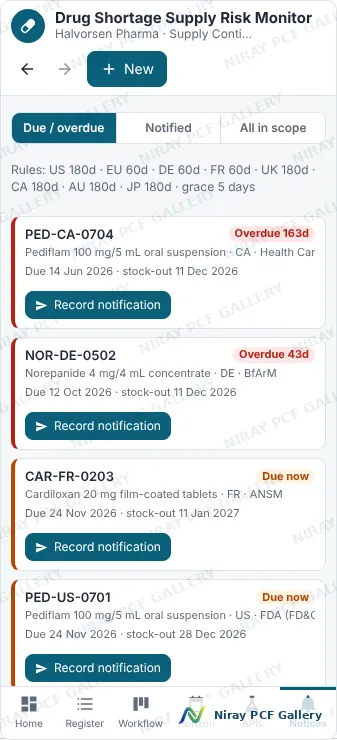 Drug Shortage Supply Risk Monitor
Halvorsen Pharma · Supply Conti...
New
Due / overdue
Notified
All in scope
Rules: US 180d · EU 60d · DE 60d · FR 60d · UK 180d ·
CA 180d · AU 180d · JP 180d · grace 5 days
PED-CA-0704
Overdue 163d
Pediflam 100 mg/5 mL oral suspension · CA · Health Car
Due 14 Jun 2026 · stock-out 11 Dec 2026
Record notification
NOR-DE-0502
Overdue 43d
Norepanide 4 mg/4 mL concentrate · DE · BfArM
Due 12 Oct 2026 · stock-out 11 Dec 2026
Record notification
CAR-FR-0203
Due now
Cardiloxan 20 mg film-coated tablets · FR · ANSM
Due 24 Nov 2026 · stock-out 11 Jan 2027
Record notification
PED-US-0701
Due now
Pediflam 100 mg/5 mL oral suspension · US · FDA (FD&C
Due 24 Nov 2026 · stock-out 28 Dec 2026
Record notification
Home
Register
Workflow
Horizon
APIs
Notices
Niray PCF Gallery
NIRAY PCF GALLERY